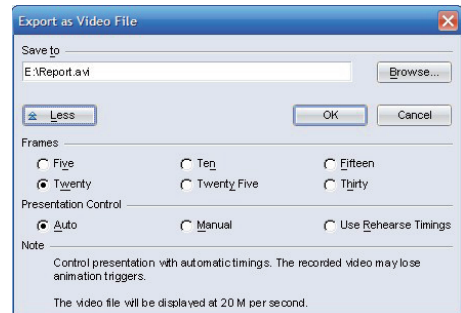 Export as Video File
Save to
E:\Report.avi
Browse...
Less
OK Cancel
Frames
Five Ten Fifteen
Twenty Twenty Five Thirty
Presentation Control
Auto Manual Use Rehearse Timings
Note
Control presentation with automatic timings. The recorded video may lose
animation triggers.
The video file will be displayed at 20 M per second.